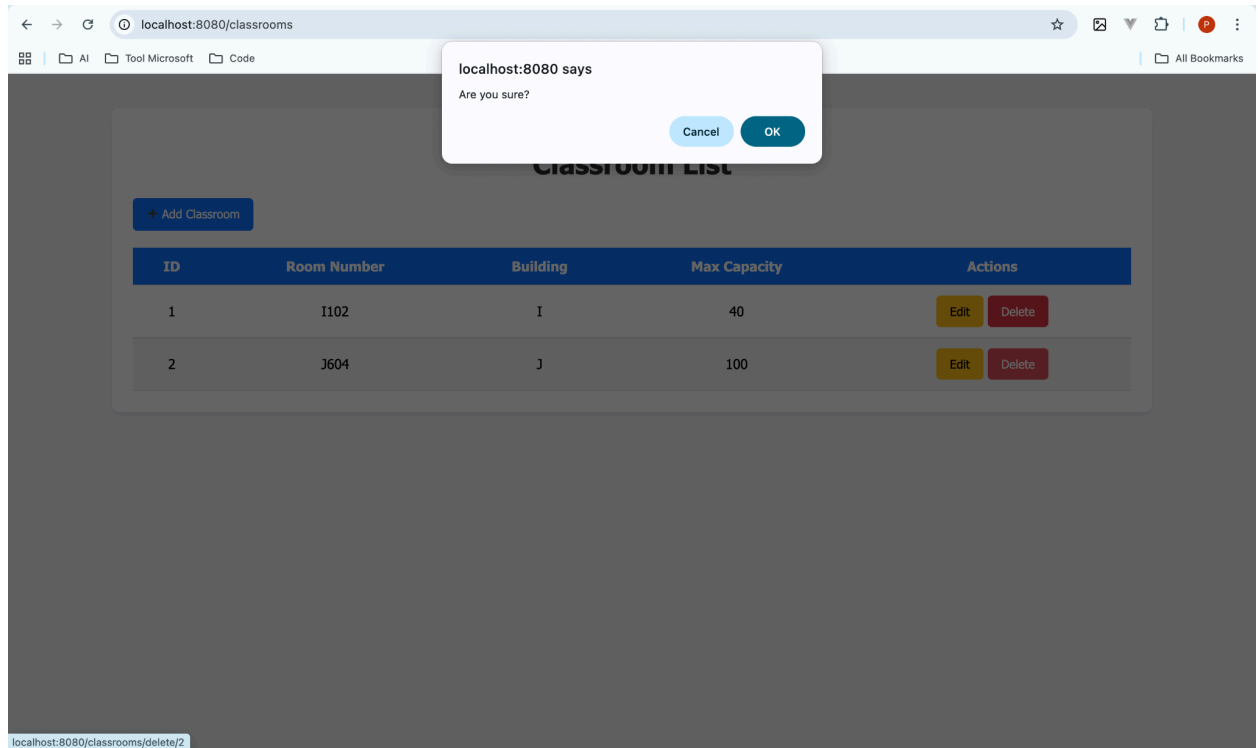 localhost:8080/classrooms
P
AI Tool Microsoft Code All Bookmarks
localhost:8080 says
Are you sure?
Cancel OK
Classroom List
+ Add Classroom
ID Room Number Building Max Capacity Actions
1 I102 I 40 Edit Delete
2 J604 J 100 Edit Delete
localhost:8080/classrooms/delete/2